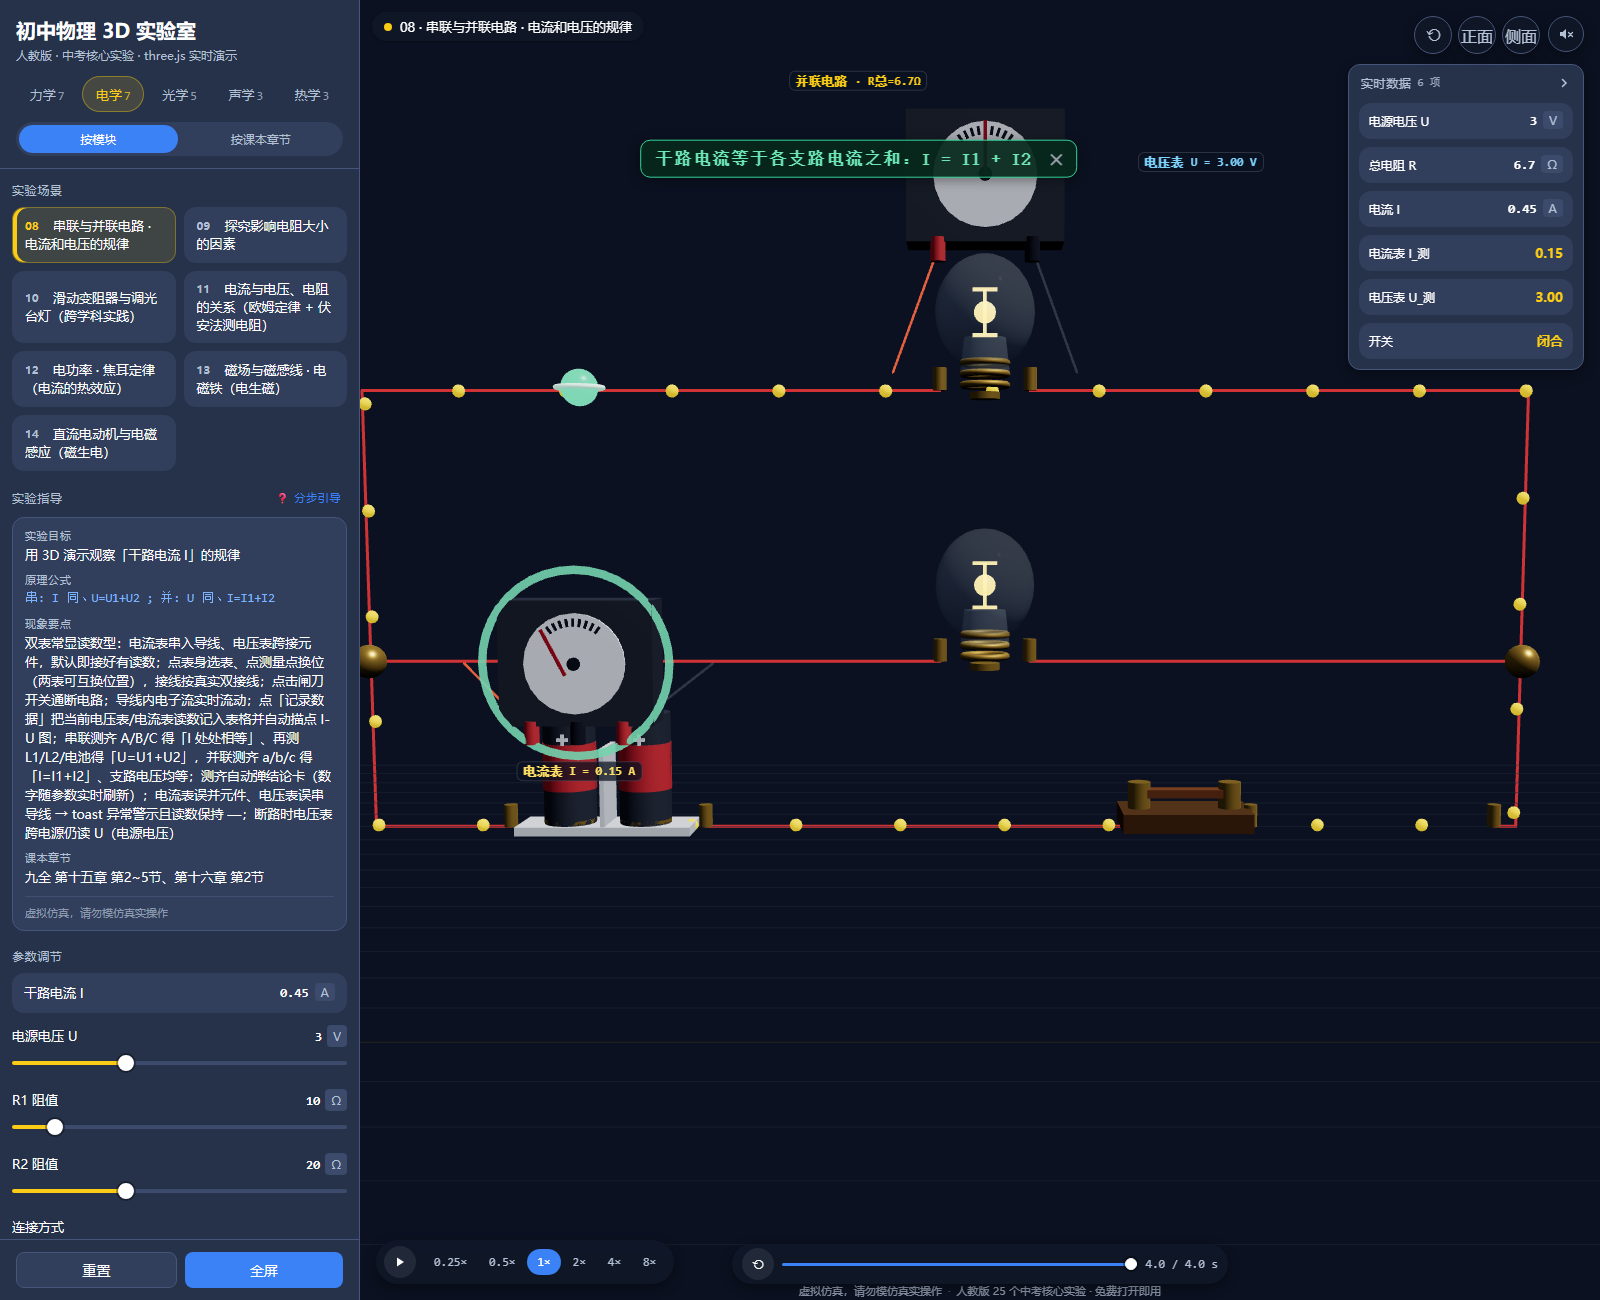 初中物理 3D 实验室
人教版 · 中考核心实验 · three.js 实时演示
力学 7
电学 7
光学 5
声学 3
热学 3
按模块
按课本章节
实验场景
08 串联与并联电路 ·
电流和电压的规律
09 探究影响电阻大小
的因素
10 滑动变阻器与调光
台灯（跨学科实践）
11 电流与电压、电阻
的关系（欧姆定律 + 伏
安法测电阻）
12 电功率 · 焦耳定律
（电流的热效应）
13 磁场与磁感线 · 电
磁铁（电生磁）
14 直流电动机与电磁
感应（磁生电）
实验指导
❓ 分步引导
实验目标
用 3D 演示观察「干路电流 I」的规律
原理公式
串: I 同、U=U1+U2 ; 并: U 同、I=I1+I2
现象要点
双表常显读数型：电流表串入导线、电压表跨接元
件，默认即接好有读数；点表身选表、点测量点换位
（两表可互换位置），接线按真实双接线；点击闸刀
开关通断电路；导线内电子流实时流动；点「记录数
据」把当前电压表/电流表读数记入表格并自动描点 I-
U 图；串联测齐 A/B/C 得「I 处处相等」、再测
L1/L2/电池得「U=U1+U2」，并联测齐 a/b/c 得
「I=I1+I2」、支路电压均等；测齐自动弹结论卡（数
字随参数实时刷新）；电流表误并元件、电压表误串
导线 → toast 异常警示且读数保持 —；断路时电压表
跨电源仍读 U（电源电压）
课本章节
九全 第十五章 第2~5节、第十六章 第2节
虚拟仿真，请勿模仿真实操作
参数调节
干路电流 I 0.45 A
电源电压 U 3 V
R1 阻值 10 Ω
R2 阻值 20 Ω
连接方式
重置
全屏
08 · 串联与并联电路 · 电流和电压的规律
正面
侧面
并联电路 · R总=6.7Ω
干路电流等于各支路电流之和: I = I1 + I2 ✕
电压表 U = 3.00 V
实时数据 6 项
电源电压 U 3 V
总电阻 R 6.7 Ω
电流 I 0.45 A
电流表 I_测 0.15
电压表 U_测 3.00
开关 闭合
+ +
电流表 I = 0.15 A
0.25×
0.5×
1×
2×
4×
8×
4.0 / 4.0 s
虚拟仿真，请勿模仿真实操作 · 人教版 25 个中考核心实验 · 免费打开即用